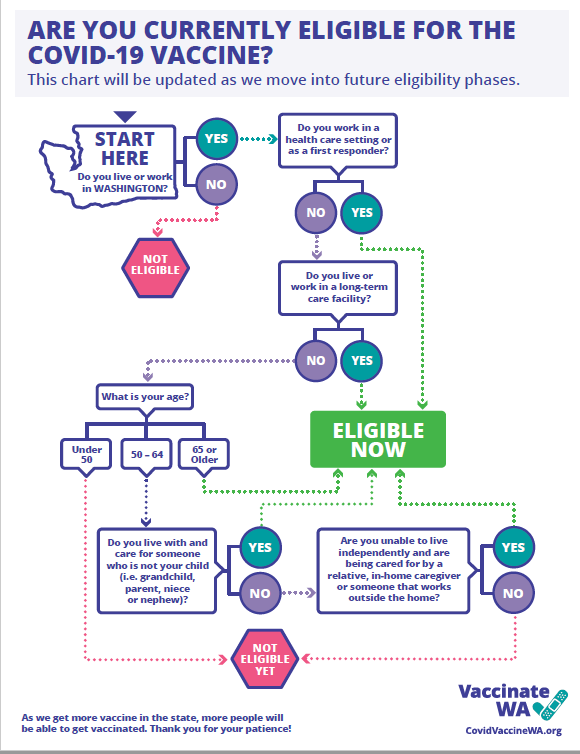 ARE YOU CURRENTLY ELIGIBLE FOR THE
COVID-19 VACCINE?
This chart will be updated as we move into future eligibility phases.
START
HERE
Do you live or work
in WASHINGTON?
YES
NO
NOT
ELIGIBLE
Do you work in a
health care setting or
as a first responder?
NO
YES
Do you live or
work in a long-term
care facility?
NO
YES
What is your age?
Under
50
50 – 64
65 or
Older
ELIGIBLE
NOW
Do you live with and
care for someone
who is not your child
(i.e. grandchild,
parent, niece
or nephew)?
YES
NO
Are you unable to live
independently and are
being cared for by a
relative, in-home caregiver
or someone that works
outside the home?
YES
NO
NOT
ELIGIBLE
YET
As we get more vaccine in the state, more people will
be able to get vaccinated. Thank you for your patience!
Vaccinate
WA
CovidVaccineWA.org